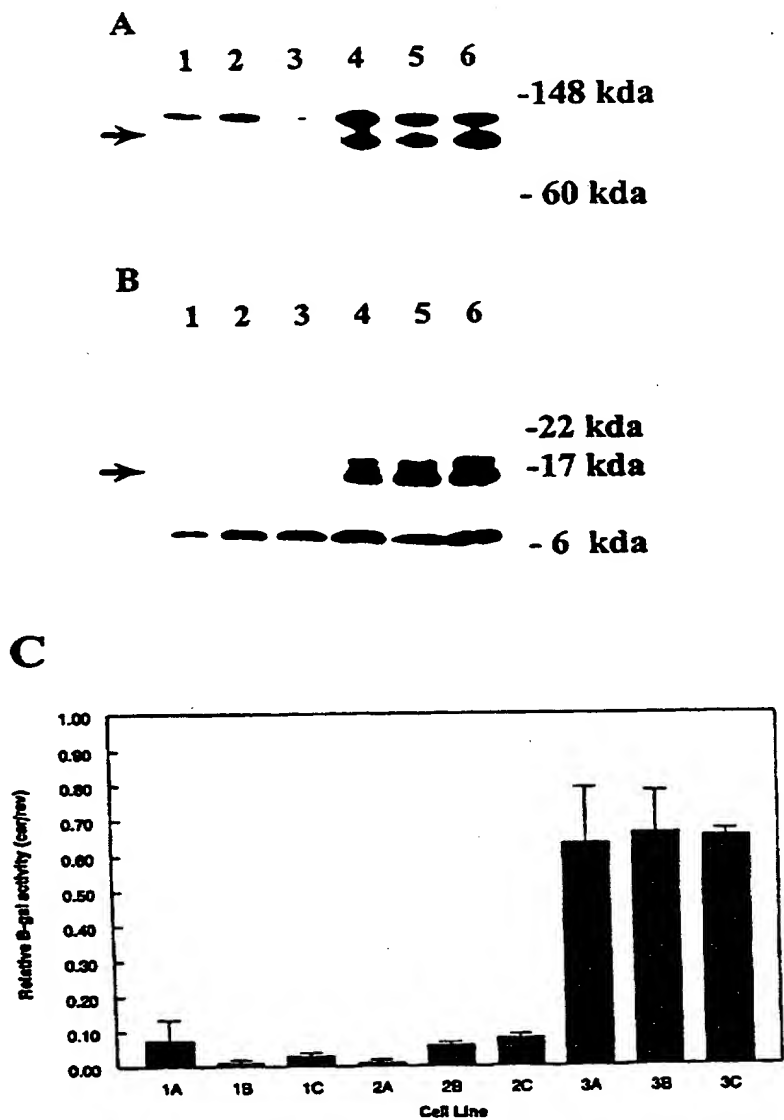 A
1 2 3 4 5 6
-148 kda
- 60 kda
B
1 2 3 4 5 6
-22 kda
-17 kda
- 6 kda
C
1.00
0.90
0.80
0.70
0.60
0.50
0.40
0.30
0.20
0.10
0.00
Relative B-gal activity (car/rev)
1A 1B 1C 2A 2B 2C 3A 3B 3C
Cell Line